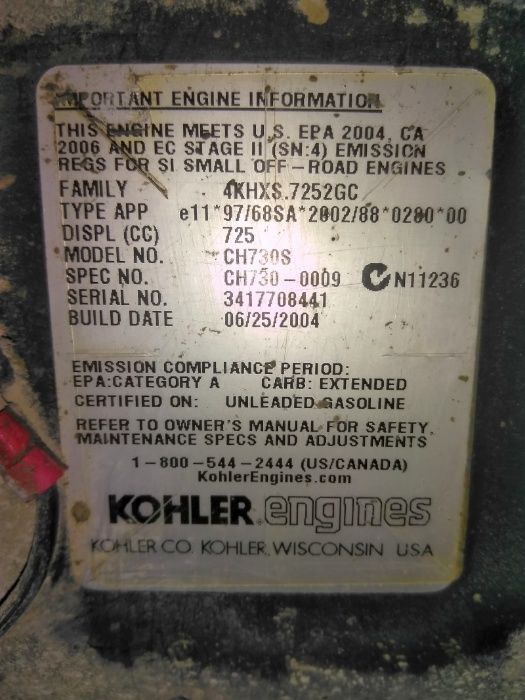 IMPORTANT ENGINE INFORMATION
THIS ENGINE MEETS U.S. EPA 2004, CA
2006 AND EC STAGE II (SN:4) EMISSION
REGS FOR SI SMALL OFF-ROAD ENGINES
FAMILY 4KHXS.7252GC
TYPE APP e11*97/68SA*2002/88*0280*00
DISPL (CC) 725
MODEL NO. CH730S
SPEC NO. CH730-0009 N11236
SERIAL NO. 3417708441
BUILD DATE 06/25/2004
EMISSION COMPLIANCE PERIOD:
EPA:CATEGORY A CARB: EXTENDED
CERTIFIED ON: UNLEADED GASOLINE
REFER TO OWNER'S MANUAL FOR SAFETY,
MAINTENANCE SPECS AND ADJUSTMENTS
1-800-544-2444 (US/CANADA)
KohlerEngines.com
KOHLER engines
KOHLER CO. KOHLER, WISCONSIN USA